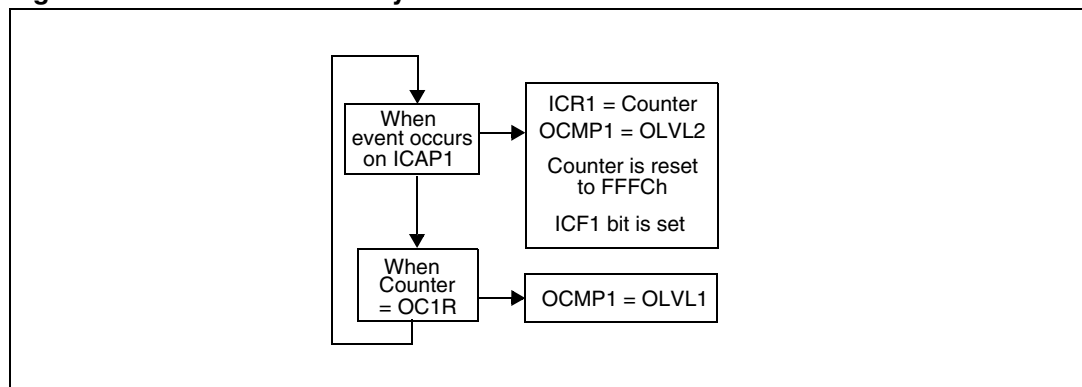 When
event occurs
on ICAP1
ICR1 = Counter
OCMP1 = OLVL2
Counter is reset
to FFFCh
ICF1 bit is set
When
Counter
= OC1R
OCMP1 = OLVL1